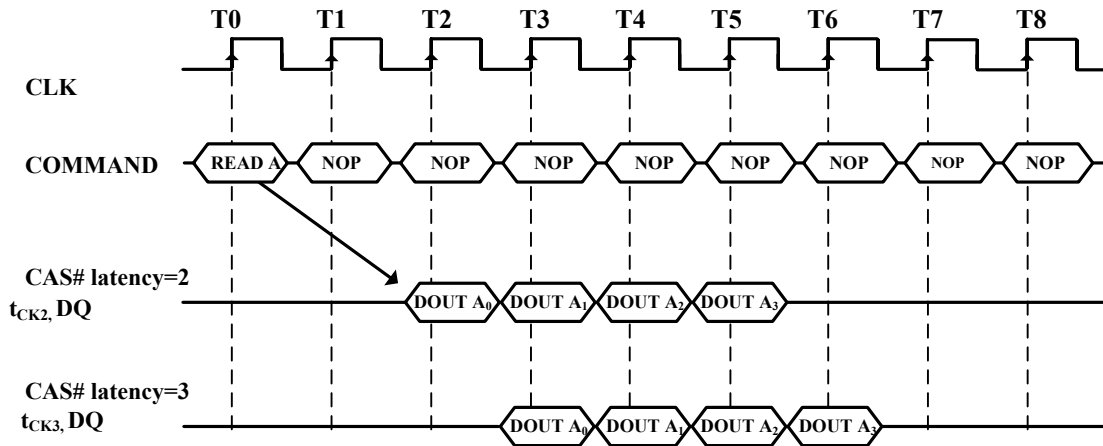 T0 T1 T2 T3 T4 T5 T6 T7 T8
CLK
COMMAND READ A NOP NOP NOP NOP NOP NOP NOP NOP
CAS# latency=2
tCK2, DQ DOUT A0 DOUT A1 DOUT A2 DOUT A3
CAS# latency=3
tCK3, DQ DOUT A0 DOUT A1 DOUT A2 DOUT A3